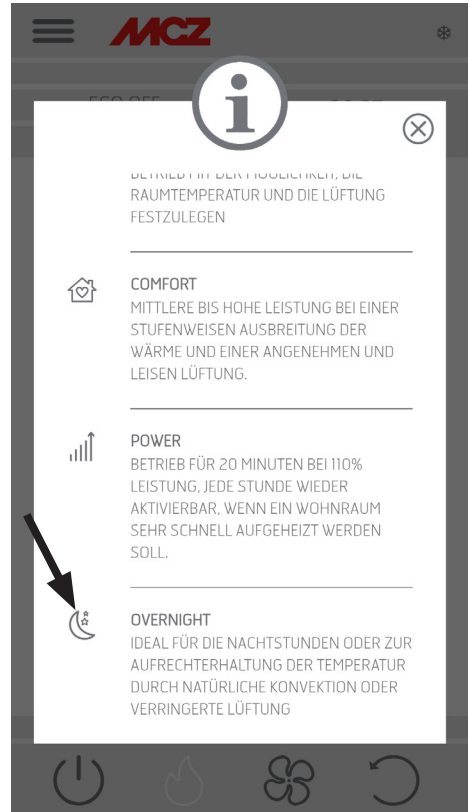 MCZ
BETRIEB MIT DER MÖGLICHKEIT, DIE
RAUMTEMPERATUR UND DIE LÜFTUNG
FESTZULEGEN
COMFORT
MITTLERE BIS HOHE LEISTUNG BEI EINER
STUFENWEISEN AUSBREITUNG DER
WÄRME UND EINER ANGENEHMEN UND
LEISEN LÜFTUNG.
POWER
BETRIEB FÜR 20 MINUTEN BEI 110%
LEISTUNG, JEDE STUNDE WIEDER
AKTIVIERBAR, WENN EIN WOHNRAUM
SEHR SCHNELL AUFGEHEIZT WERDEN
SOLL.
OVERNIGHT
IDEAL FÜR DIE NACHTSTUNDEN ODER ZUR
AUFRECHTERHALTUNG DER TEMPERATUR
DURCH NATÜRLICHE KONVEKTION ODER
VERRINGERTE LÜFTUNG